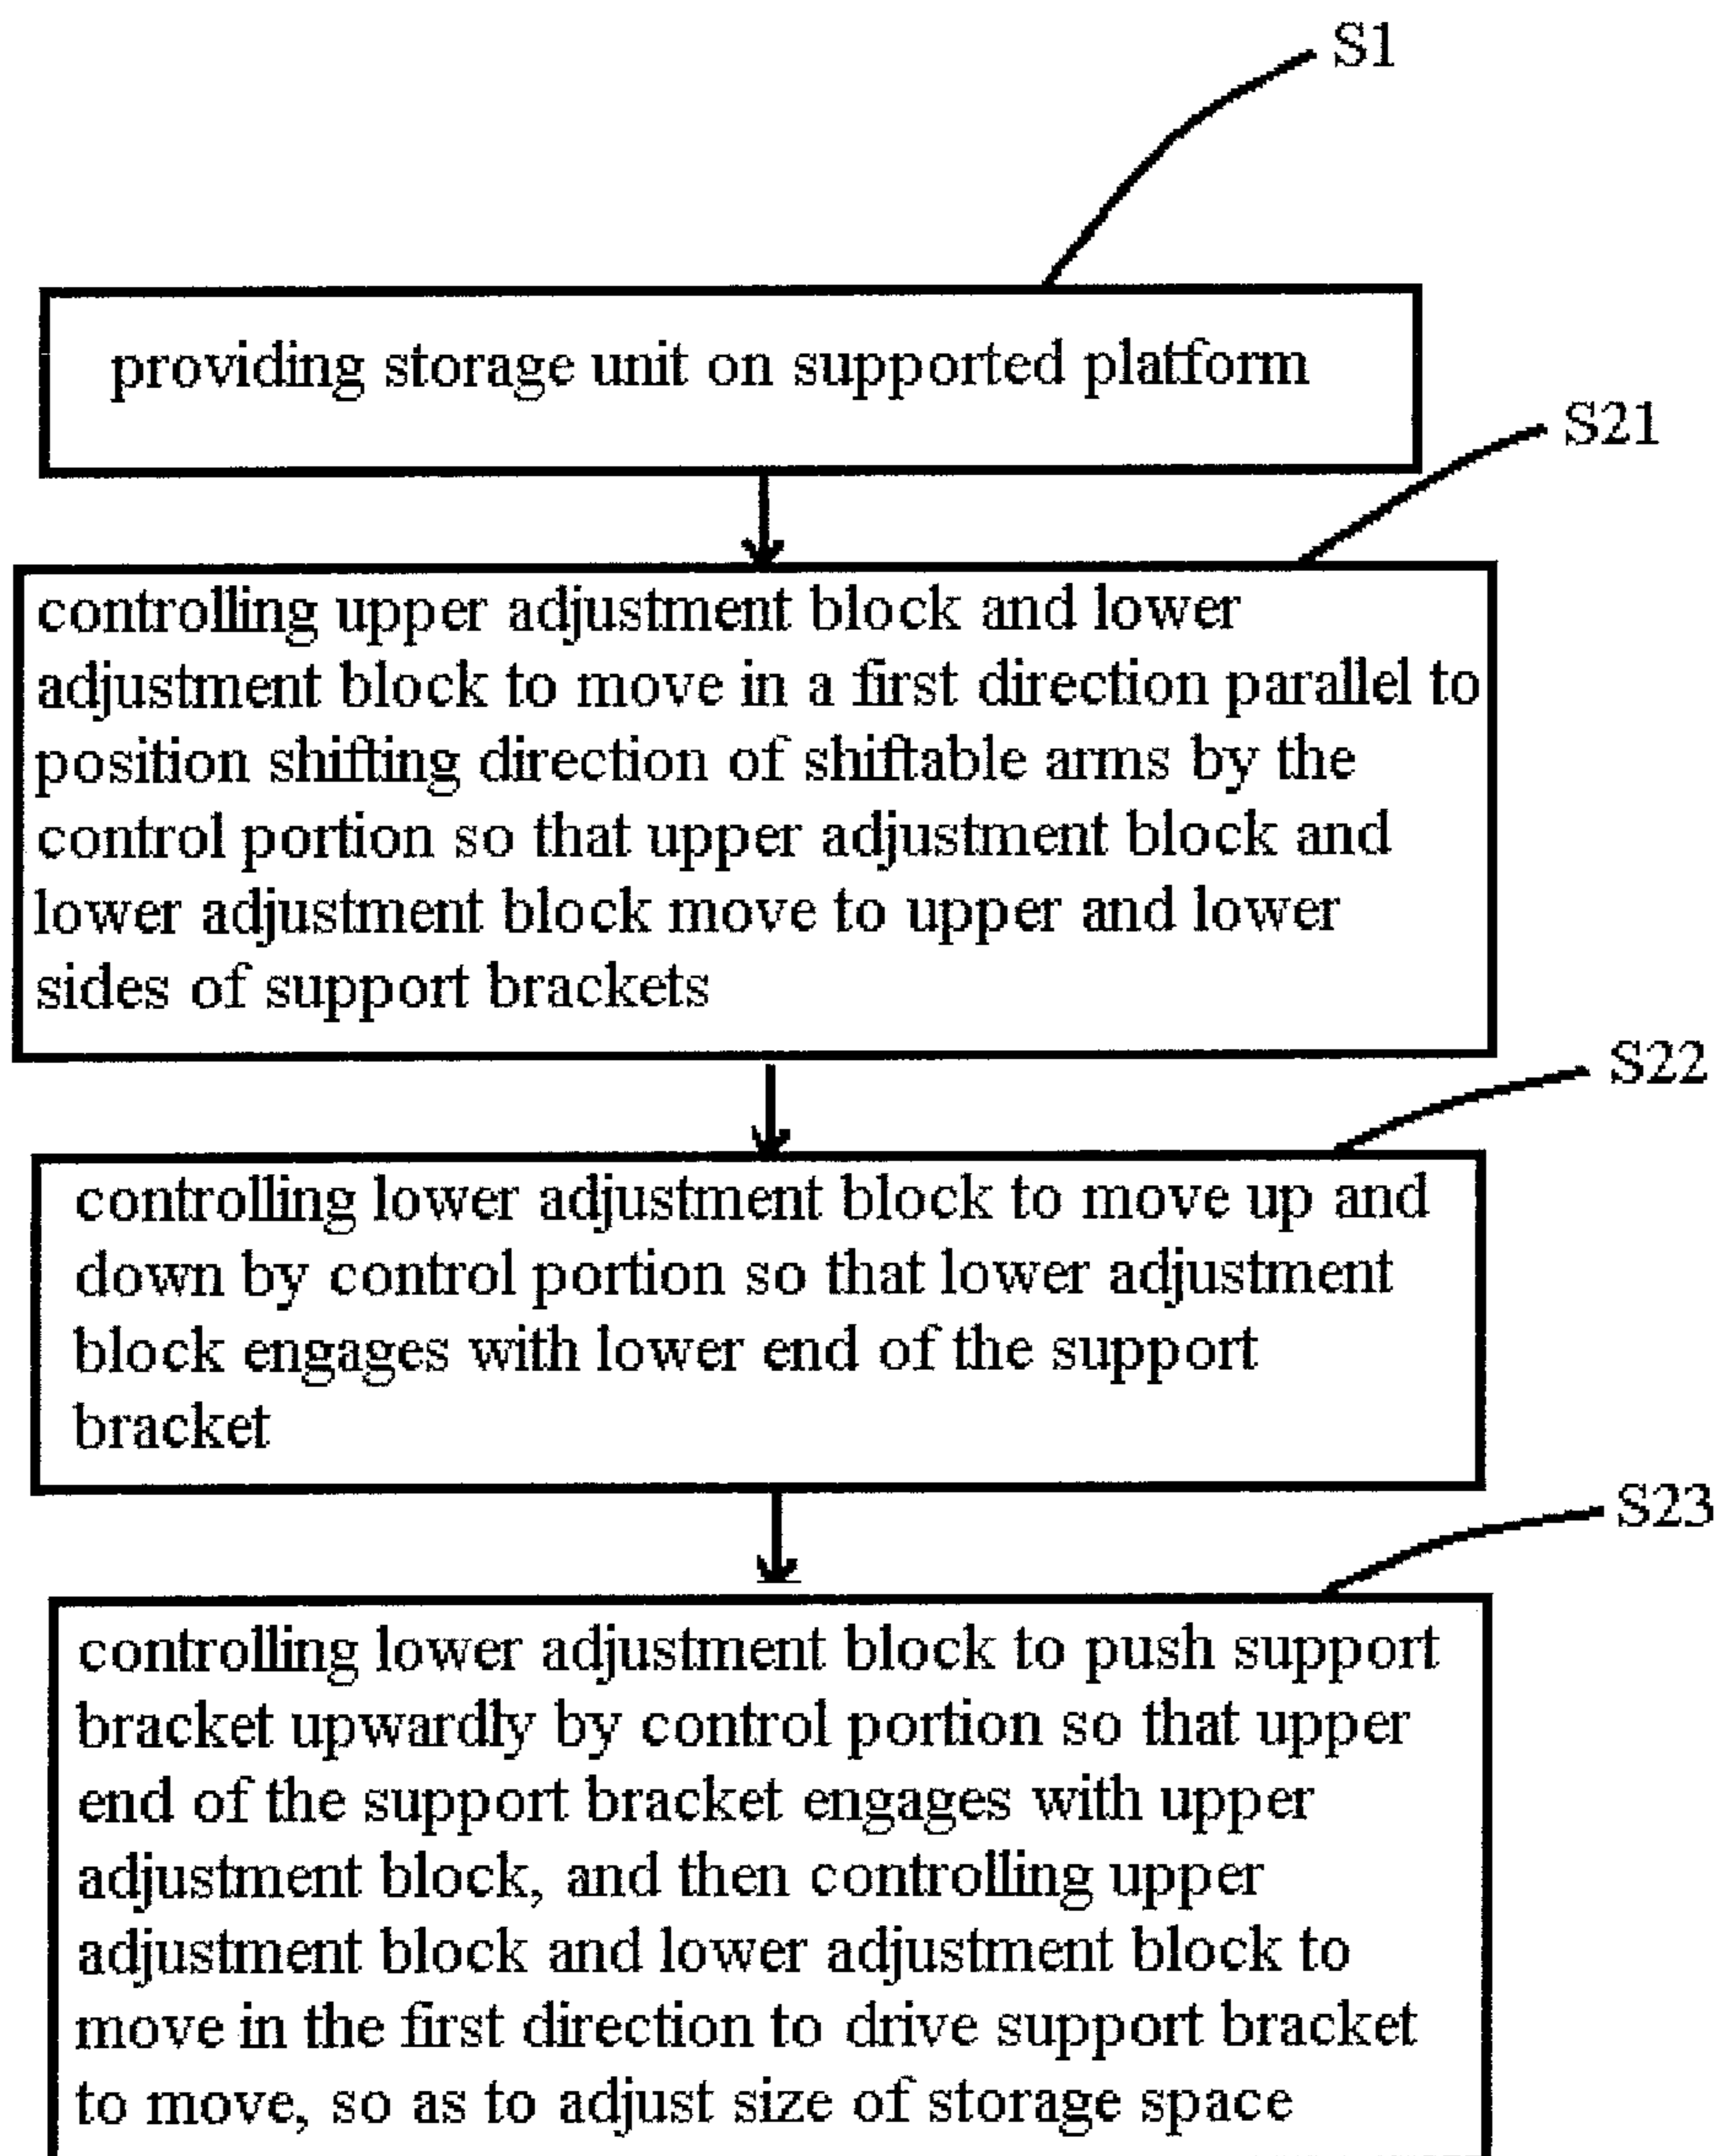 S1
providing storage unit on supported platform
S21
controlling upper adjustment block and lower
adjustment block to move in a first direction parallel to
position shifting direction of shiftable arms by the
control portion so that upper adjustment block and
lower adjustment block move to upper and lower
sides of support brackets
S22
controlling lower adjustment block to move up and
down by control portion so that lower adjustment
block engages with lower end of the support
bracket
S23
controlling lower adjustment block to push support
bracket upwardly by control portion so that upper
end of the support bracket engages with upper
adjustment block, and then controlling upper
adjustment block and lower adjustment block to
move in the first direction to drive support bracket
to move, so as to adjust size of storage space